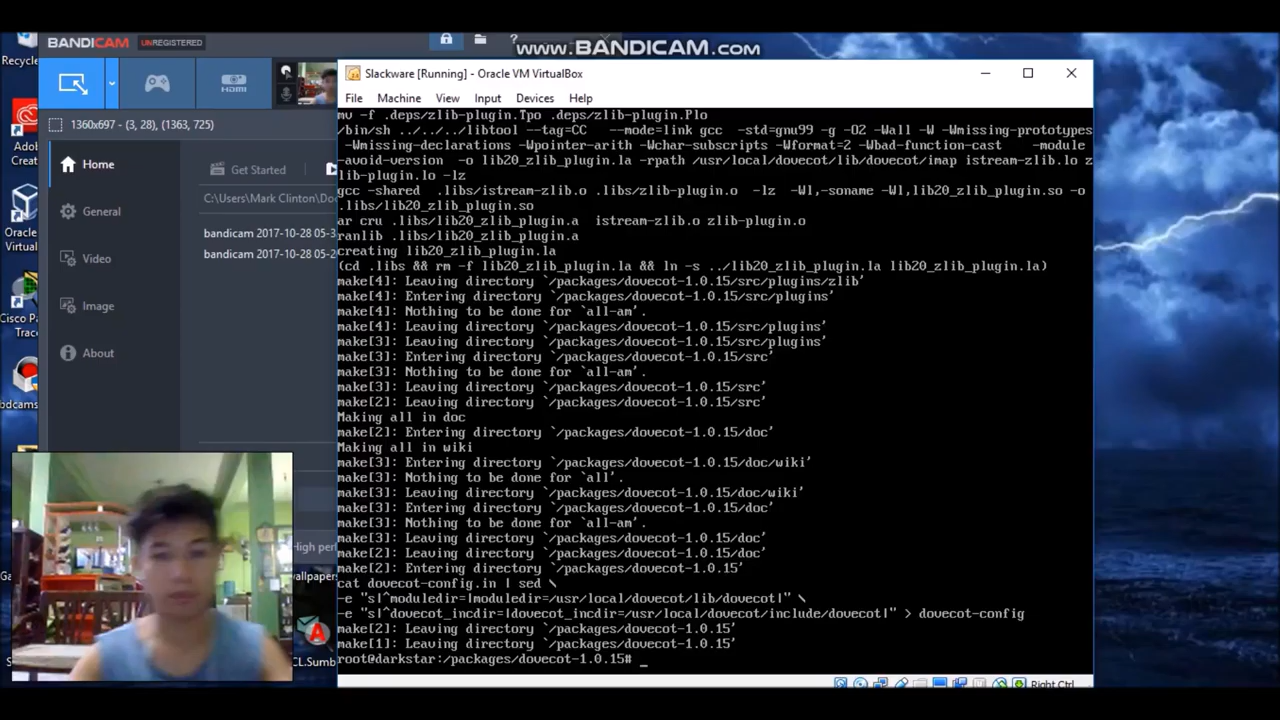 www.BANDICAM.com
Recycle
BANDICAM UNREGISTERED
Slackware [Running] - Oracle VM VirtualBox
File Machine View Input Devices Help
HDMI
1360x697 - (3, 28), (1363, 725)
Adob
Creat
Home
Get Started
General
C:\Users\Mark Clinton\Doc
bandicam 2017-10-28 05-3
bandicam 2017-10-28 05-2
Oracle
Virtual
Video
Image
Cisco Pa
Trac
About
bdcams
High perf
wallpapers
CL.Sumb
mv -f .deps/zlib-plugin.Tpo .deps/zlib-plugin.Plo
/bin/sh ../../../libtool --tag=CC   --mode=link gcc  -std=gnu99 -g -O2 -Wall -W -Wmissing-prototypes
-Wmissing-declarations -Wpointer-arith -Wchar-subscripts -Wformat=2 -Wbad-function-cast    -module
-avoid-version  -o lib20_zlib_plugin.la -rpath /usr/local/dovecot/lib/dovecot/imap istream-zlib.lo z
lib-plugin.lo -lz
gcc -shared  .libs/istream-zlib.o .libs/zlib-plugin.o  -lz  -Wl,-soname -Wl,lib20_zlib_plugin.so -o
.libs/lib20_zlib_plugin.so
ar cru .libs/lib20_zlib_plugin.a  istream-zlib.o zlib-plugin.o
ranlib .libs/lib20_zlib_plugin.a
creating lib20_zlib_plugin.la
(cd .libs && rm -f lib20_zlib_plugin.la && ln -s ../lib20_zlib_plugin.la lib20_zlib_plugin.la)
make[4]: Leaving directory `/packages/dovecot-1.0.15/src/plugins/zlib'
make[4]: Entering directory `/packages/dovecot-1.0.15/src/plugins'
make[4]: Nothing to be done for `all-am'.
make[4]: Leaving directory `/packages/dovecot-1.0.15/src/plugins'
make[3]: Leaving directory `/packages/dovecot-1.0.15/src/plugins'
make[3]: Entering directory `/packages/dovecot-1.0.15/src'
make[3]: Nothing to be done for `all-am'.
make[3]: Leaving directory `/packages/dovecot-1.0.15/src'
make[2]: Leaving directory `/packages/dovecot-1.0.15/src'
Making all in doc
make[2]: Entering directory `/packages/dovecot-1.0.15/doc'
Making all in wiki
make[3]: Entering directory `/packages/dovecot-1.0.15/doc/wiki'
make[3]: Nothing to be done for `all'.
make[3]: Leaving directory `/packages/dovecot-1.0.15/doc/wiki'
make[3]: Entering directory `/packages/dovecot-1.0.15/doc'
make[3]: Nothing to be done for `all-am'.
make[3]: Leaving directory `/packages/dovecot-1.0.15/doc'
make[2]: Leaving directory `/packages/dovecot-1.0.15/doc'
make[2]: Entering directory `/packages/dovecot-1.0.15'
cat dovecot-config.in | sed \
-e "s|^moduledir=|moduledir=/usr/local/dovecot/lib/dovecot|" \
-e "s|^dovecot_incdir=|dovecot_incdir=/usr/local/dovecot/include/dovecot|" > dovecot-config
make[2]: Leaving directory `/packages/dovecot-1.0.15'
make[1]: Leaving directory `/packages/dovecot-1.0.15'
root@darkstar:/packages/dovecot-1.0.15# _
Right Ctrl